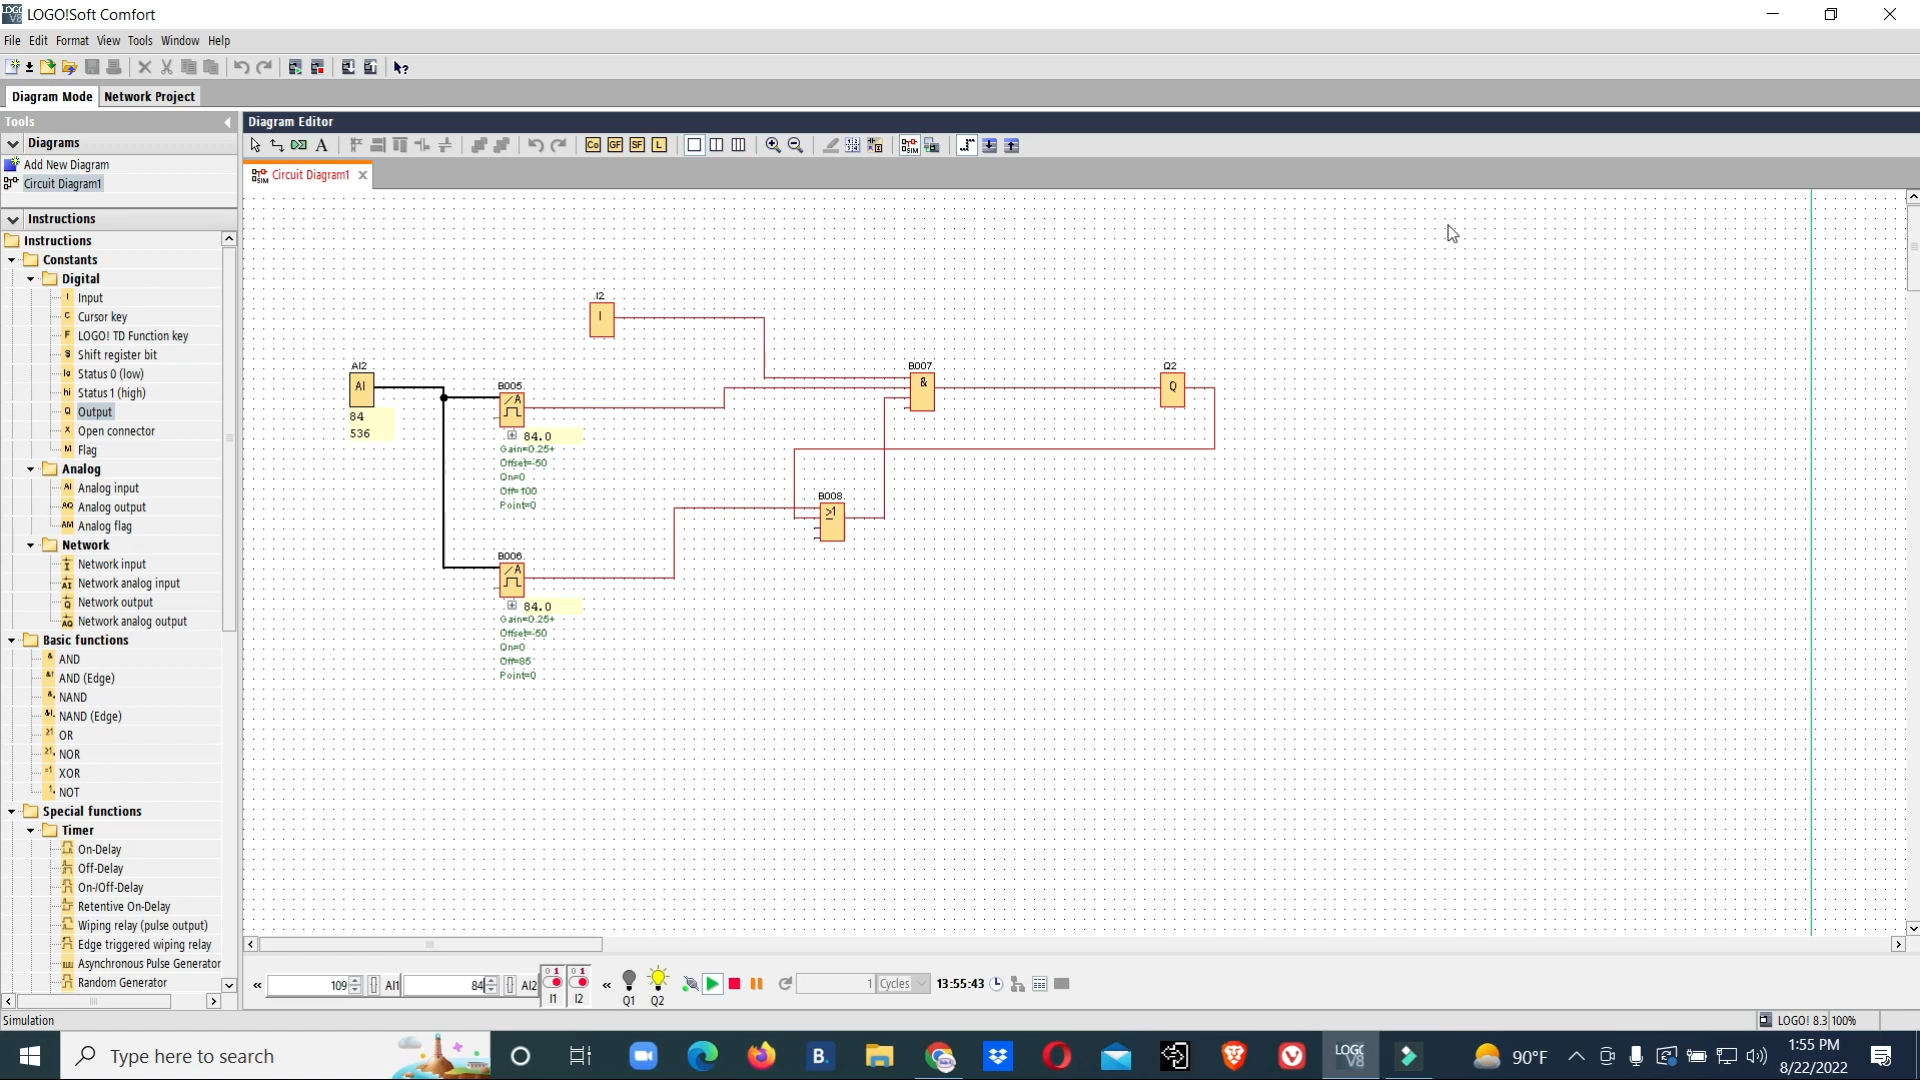 LOGO!Soft Comfort
File Edit Format View Tools Window Help
Diagram Mode Network Project
Tools
Diagrams
Add New Diagram
Circuit Diagram1
Instructions
Instructions
Constants
Digital
Input
Cursor key
LOGO! TD Function key
Shift register bit
Status 0 (low)
Status 1 (high)
Output
Open connector
Flag
Analog
Analog input
Analog output
Analog flag
Network
Network input
Network analog input
Network output
Network analog output
Basic functions
AND
AND (Edge)
NAND
NAND (Edge)
OR
NOR
XOR
NOT
Special functions
Timer
On-Delay
Off-Delay
On-/Off-Delay
Retentive On-Delay
Wiping relay (pulse output)
Edge triggered wiping relay
Asynchronous Pulse Generator
Random Generator
Diagram Editor
A Co GF SF L
Circuit Diagram1
I2
I
AI2
AI
84
536
B005
/A
84.0
Gain=0.25+
Offset=-50
On=0
Off=100
Point=0
B006
/A
84.0
Gain=0.25+
Offset=-50
On=0
Off=85
Point=0
B007
&
B008
≥1
Q2
Q
109 AI1 84 AI2 I1 I2 Q1 Q2 1 Cycles 13:55:43
Simulation
LOGO! 8.3 100%
Type here to search
90°F
1:55 PM
8/22/2022